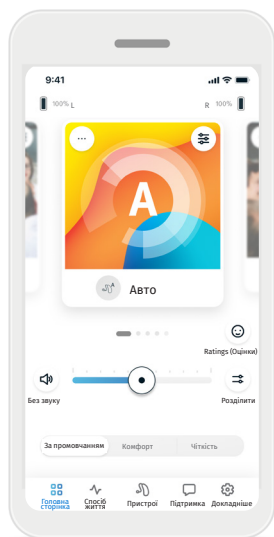 9:41
100% L R 100%
A
Авто
Ratings (Оцінки)
Без звуку Розділити
За промовчанням Комфорт Чіткість
Головна сторінка Спосіб життя Пристрої Підтримка Докладніше